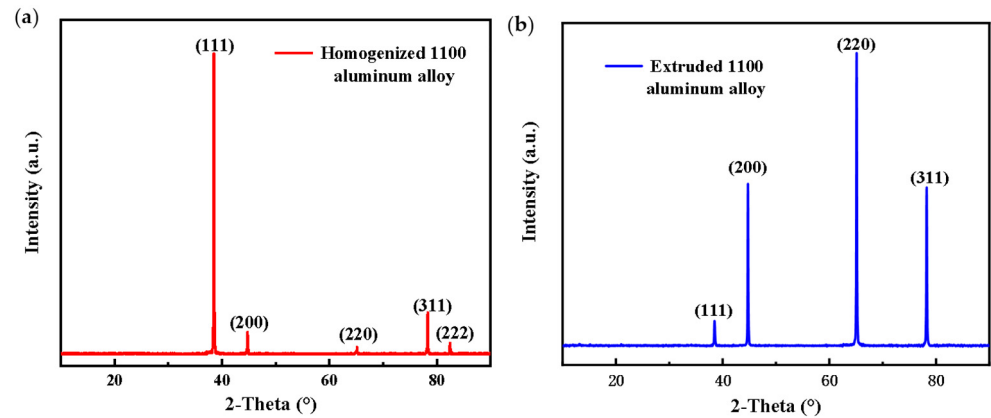 (a)
(111)
Homogenized 1100
aluminum alloy
(200)
(220)
(311)
(222)
Intensity (a.u.)
20
40
60
80
2-Theta (°)
(b)
(220)
Extruded 1100
aluminum alloy
(200)
(311)
(111)
Intensity (a.u.)
20
40
60
80
2-Theta (°)